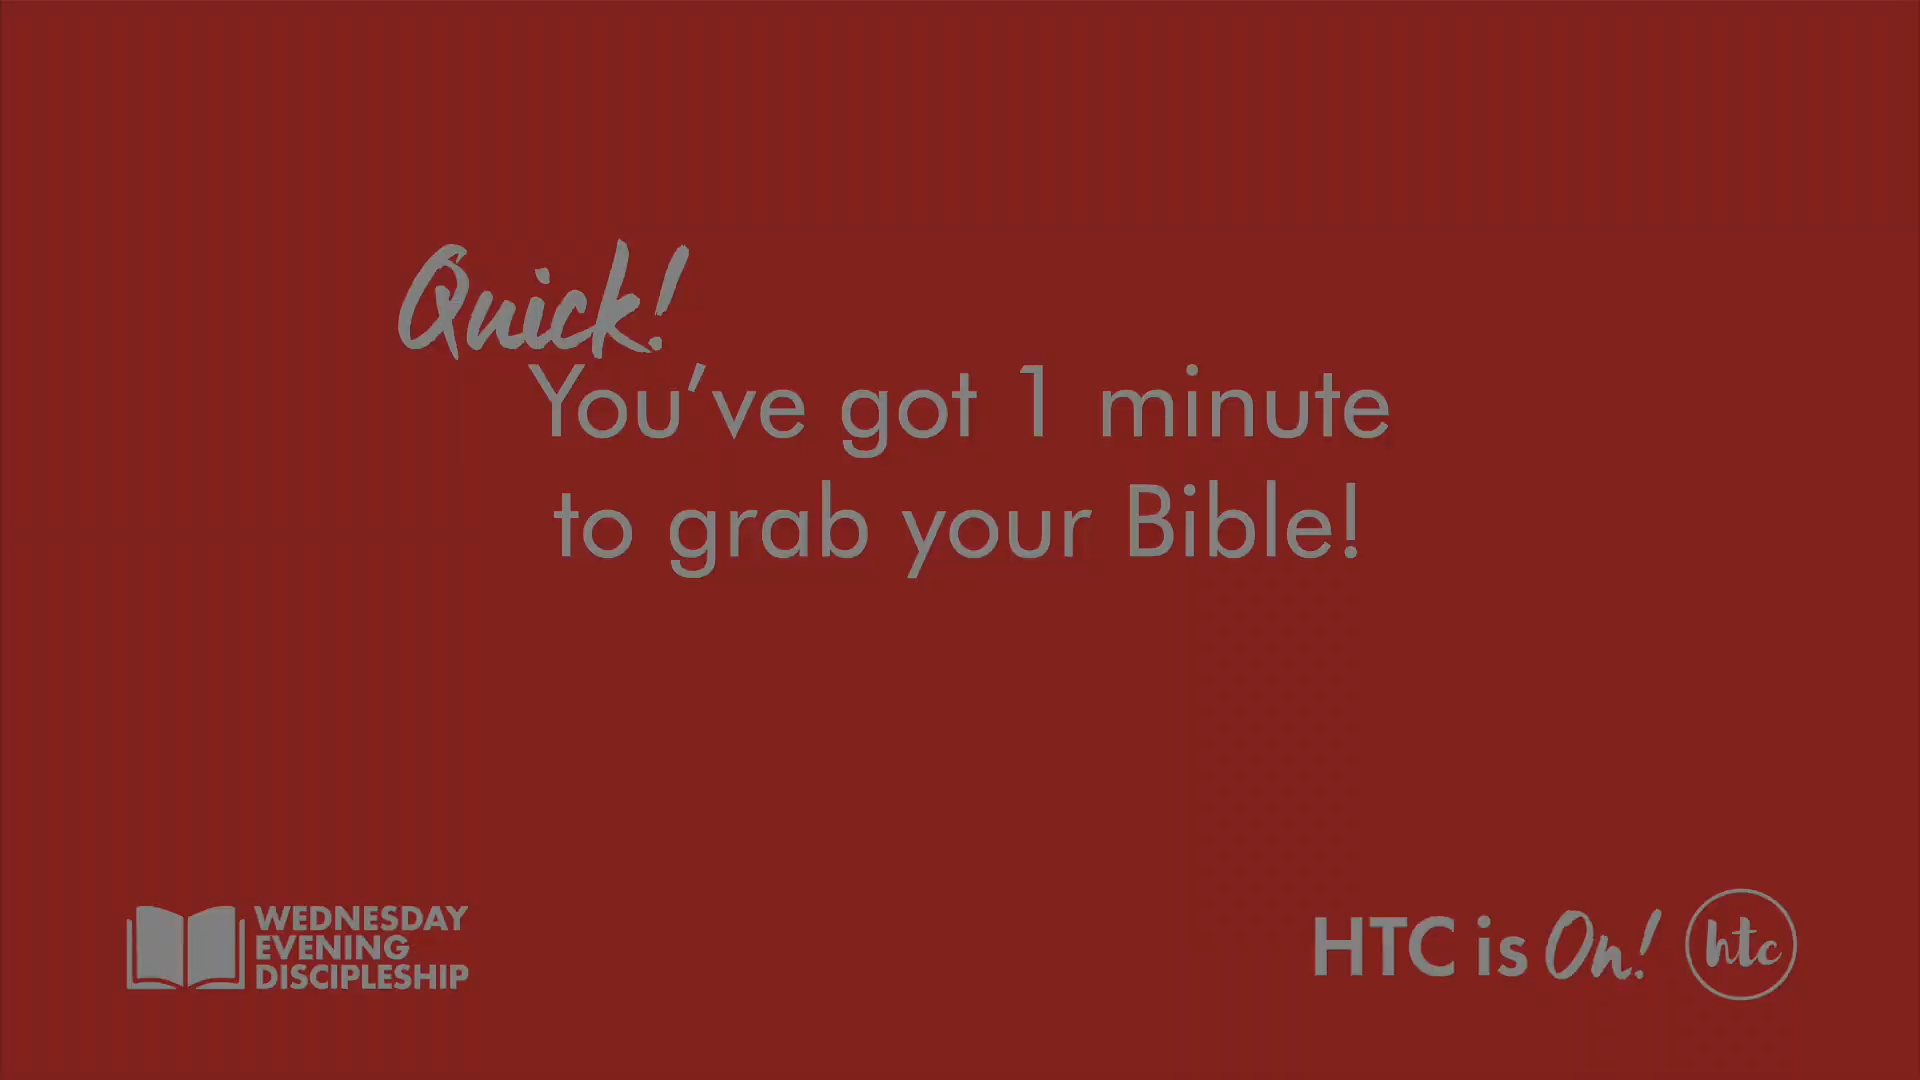 Quick!
You’ve got 1 minute
to grab your Bible!
WEDNESDAY
EVENING
DISCIPLESHIP
HTC is On!
htc